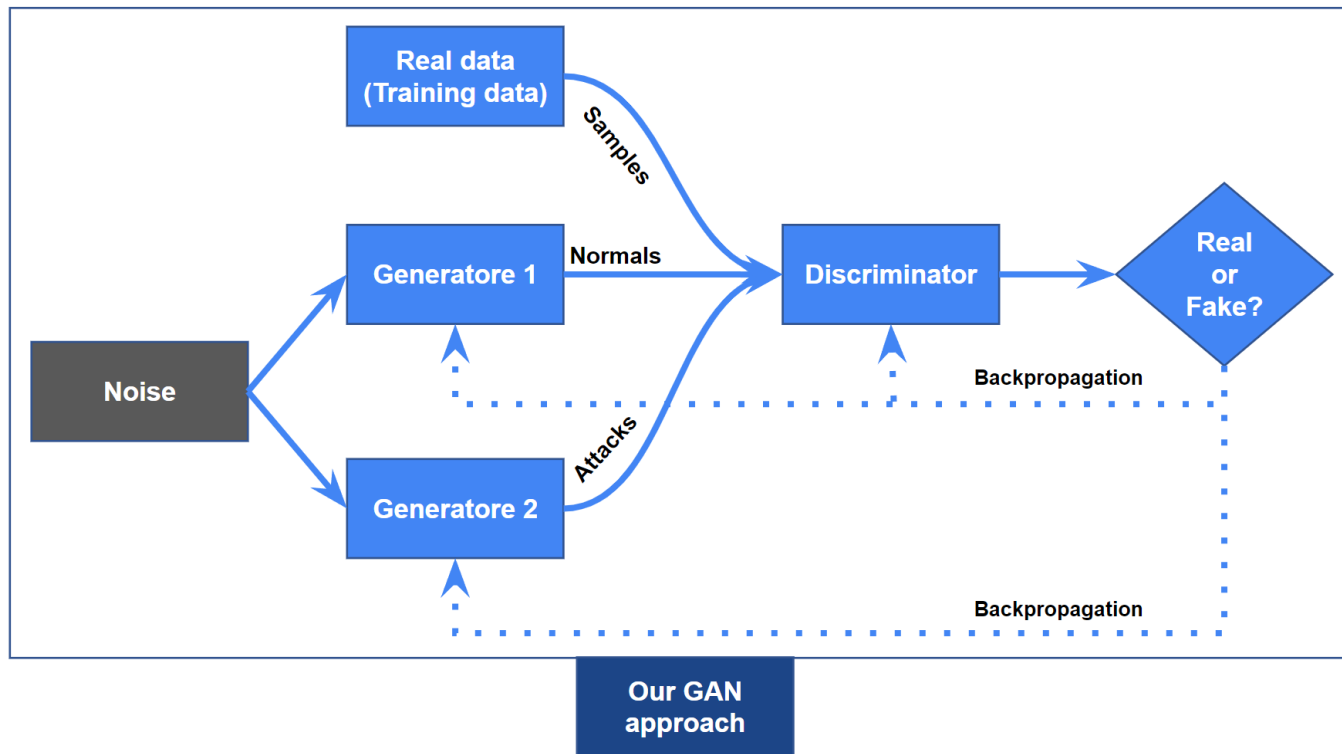 Real data
(Training data)
Samples
Generatore 1
Normals
Discriminator
Real
or
Fake?
Noise
Backpropagation
Attacks
Generatore 2
Backpropagation
Our GAN
approach